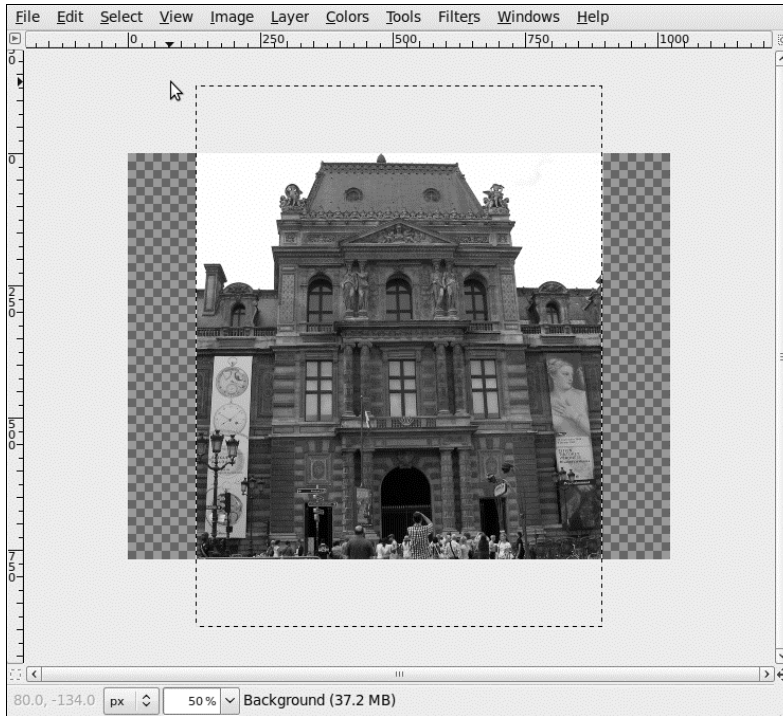 File Edit Select View Image Layer Colors Tools Filters Windows Help
0 250 500 750 1000
0
250
500
750
80.0, -134.0 px 50 % Background (37.2 MB)